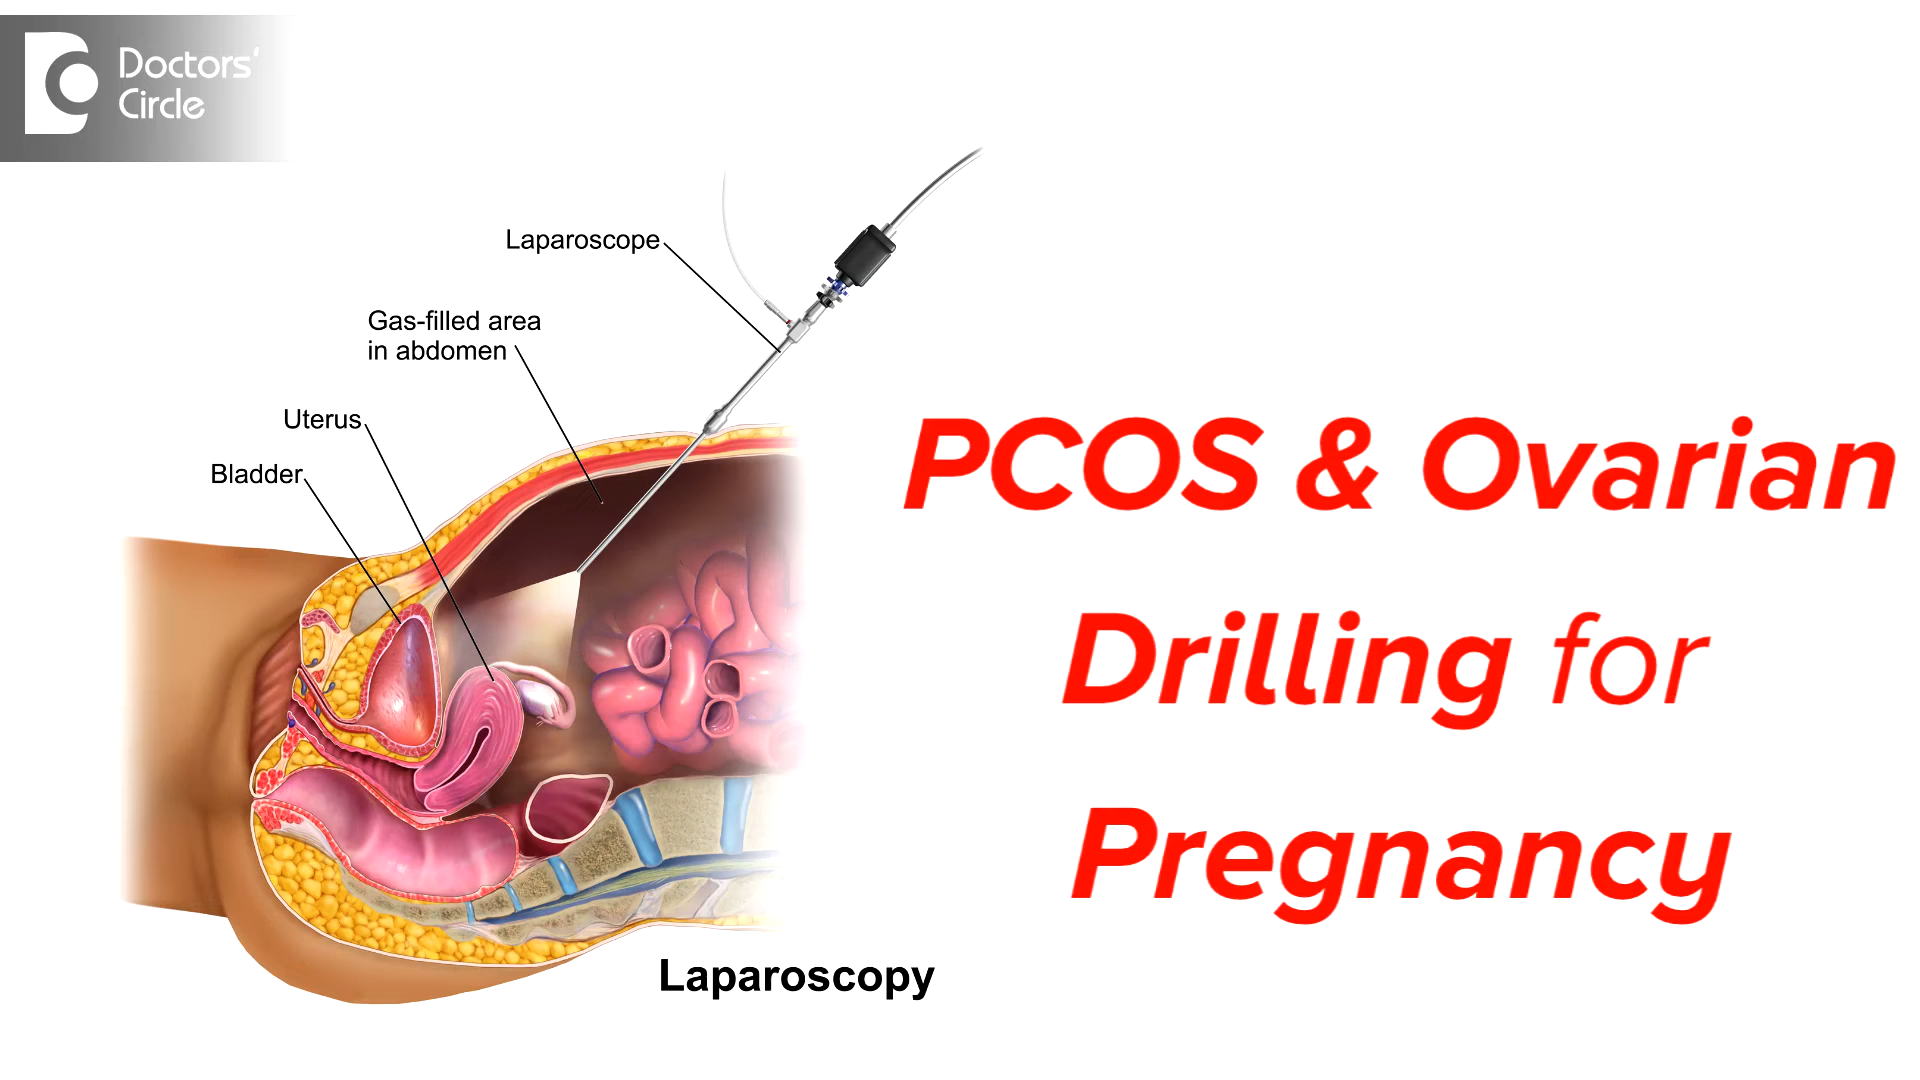 Doctors'
Circle
Laparoscope
Gas-filled area
in abdomen
Uterus
Bladder
PCOS & Ovarian
Drilling for
Pregnancy
Laparoscopy